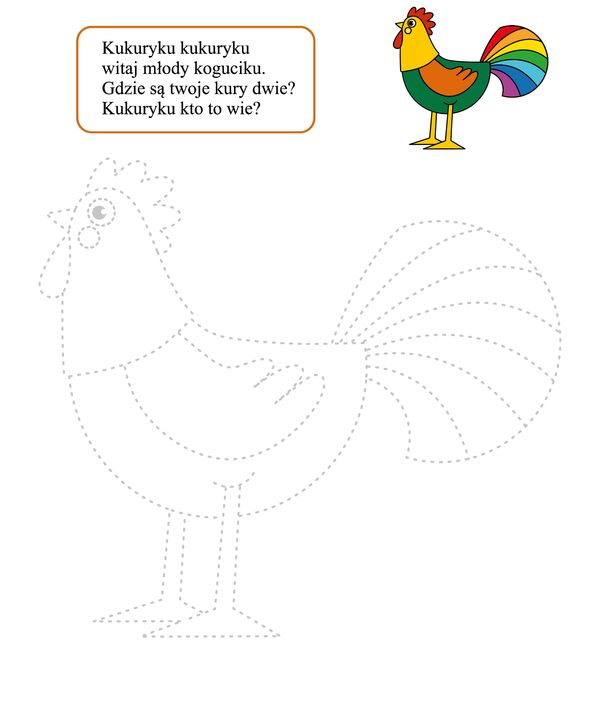 Kukuryku kukuryku
witaj młody koguciku.
Gdzie są twoje kury dwie?
Kukuryku kto to wie?